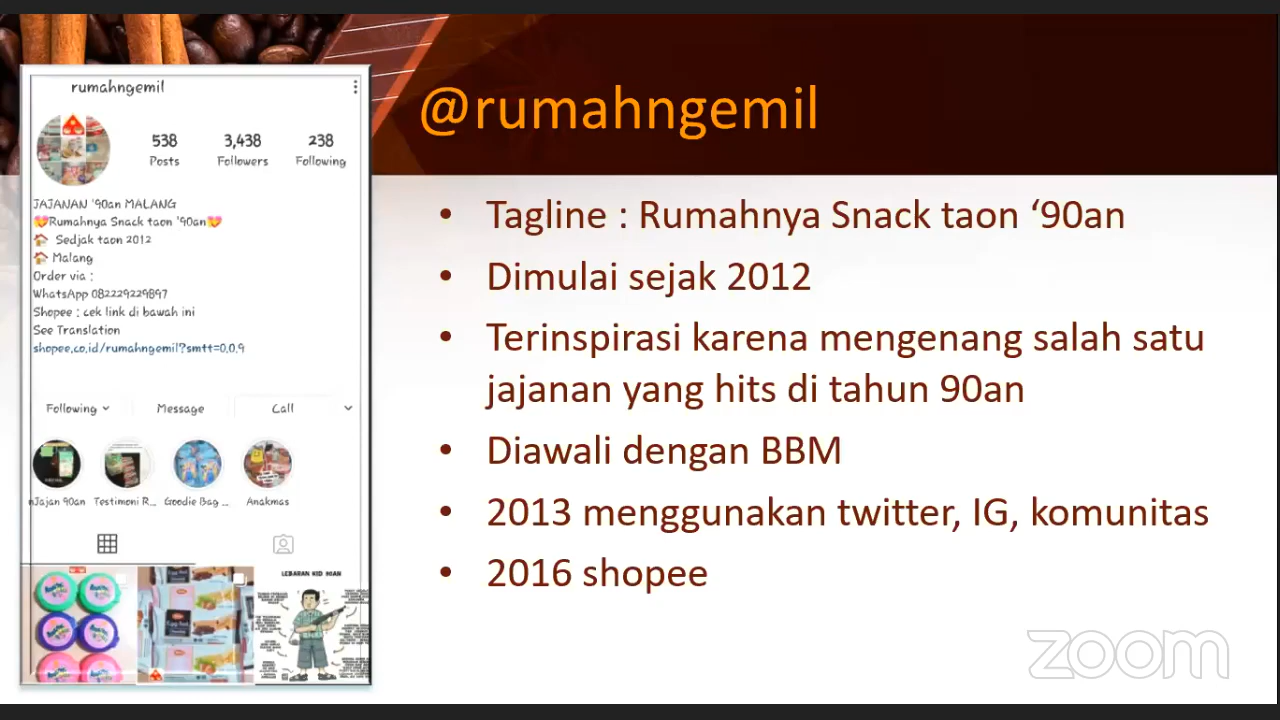 rumahngemil
538
3,438
238
Posts
Followers
Following
JAJANAN '90an MALANG
Rumahnya Snack taon '90an
Sedjak taon 2012
Malang
Order via :
WhatsApp 082229229897
Shopee : cek link di bawah ini
See Translation
shopee.co.id/rumahngemil?smtt=0.0.9
Following
Message
Call
nJajan 90an
Testimoni R...
Goodie Bag ...
Anakmas
LEBARAN KID 90AN
@rumahngemil
• Tagline : Rumahnya Snack taon ‘90an
• Dimulai sejak 2012
• Terinspirasi karena mengenang salah satu
jajanan yang hits di tahun 90an
• Diawali dengan BBM
• 2013 menggunakan twitter, IG, komunitas
• 2016 shopee
zoom